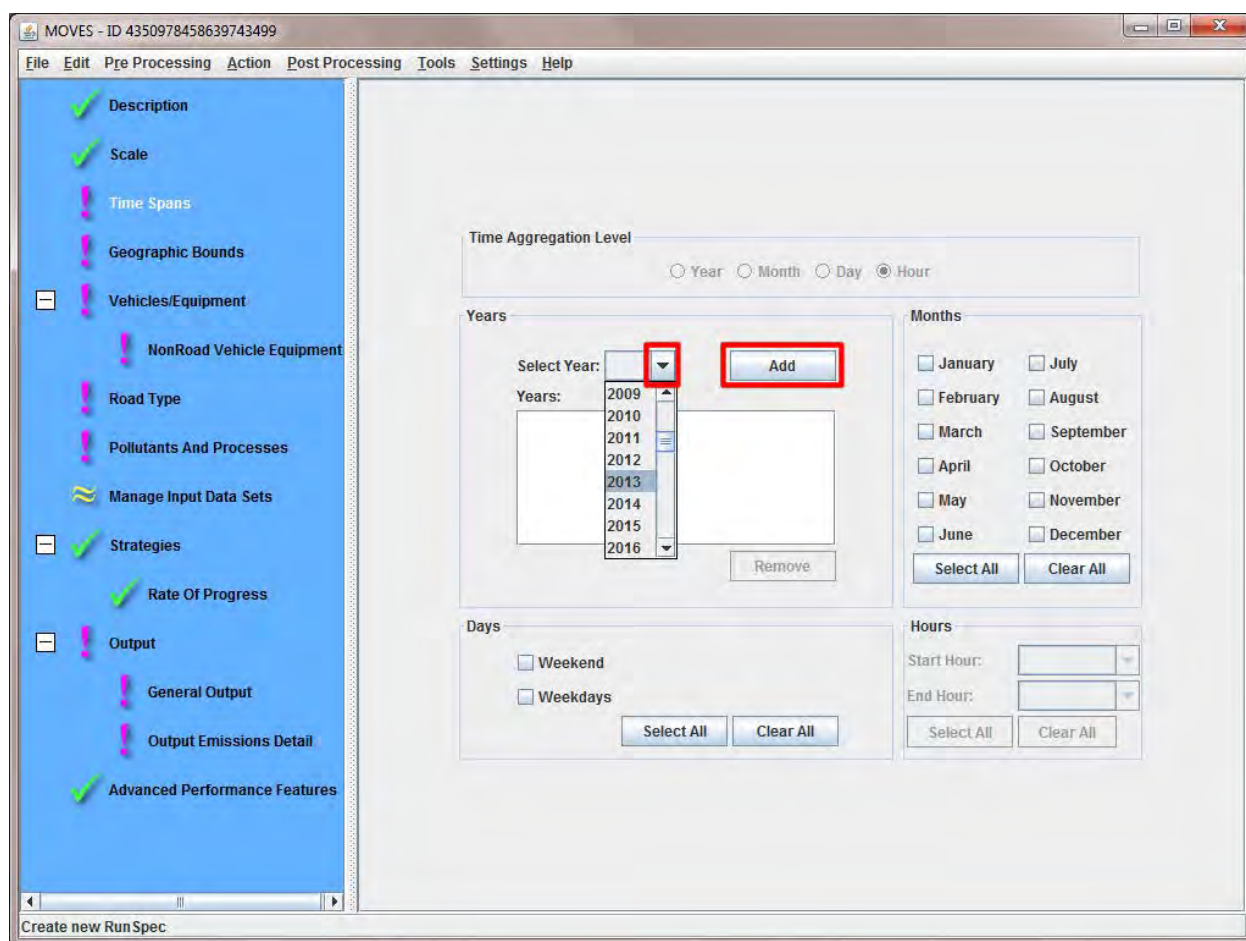 MOVES - ID 4350978458639743499
File Edit Pre Processing Action Post Processing Tools Settings Help
Description
Scale
Time Spans
Geographic Bounds
Vehicles/Equipment
NonRoad Vehicle Equipment
Road Type
Pollutants And Processes
Manage Input Data Sets
Strategies
Rate Of Progress
Output
General Output
Output Emissions Detail
Advanced Performance Features
Time Aggregation Level
Year Month Day Hour
Years
Select Year: Add
Years:
2009
2010
2011
2012
2013
2014
2015
2016
Remove
Months
January July
February August
March September
April October
May November
June December
Select All Clear All
Days
Weekend
Weekdays
Select All Clear All
Hours
Start Hour:
End Hour:
Select All Clear All
Create new RunSpec